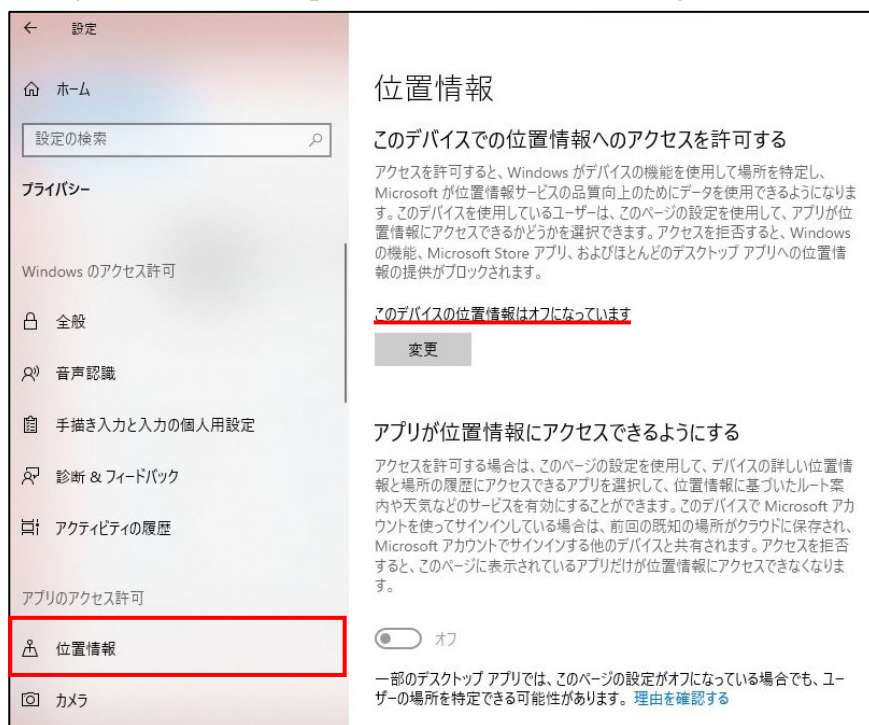 設定
ホーム
設定の検索
プライバシー
Windows のアクセス許可
全般
音声認識
手描き入力と入力の個人用設定
診断 & フィードバック
アクティビティの履歴
アプリのアクセス許可
位置情報
カメラ
位置情報
このデバイスでの位置情報へのアクセスを許可する
アクセスを許可すると、Windows がデバイスの機能を使用して場所を特定し、
Microsoft が位置情報サービスの品質向上のためにデータを使用できるようになりま
す。このデバイスを使用しているユーザーは、このページの設定を使用して、アプリが位
置情報にアクセスできるかどうかを選択できます。アクセスを拒否すると、Windows
の機能、Microsoft Store アプリ、およびほとんどのデスクトップ アプリへの位置情
報の提供がブロックされます。
このデバイスの位置情報はオフになっています
変更
アプリが位置情報にアクセスできるようにする
アクセスを許可する場合は、このページの設定を使用して、デバイスの詳しい位置情
報と場所の履歴にアクセスできるアプリを選択して、位置情報に基づいたルート案
内や天気などのサービスを有効にすることができます。このデバイスで Microsoft アカ
ウントを使ってサインインしている場合は、前回の既知の場所がクラウドに保存され、
Microsoft アカウントでサインインする他のデバイスと共有されます。アクセスを拒否
すると、このページに表示されているアプリだけが位置情報にアクセスできなくなりま
す。
オフ
一部のデスクトップ アプリでは、このページの設定がオフになっている場合でも、ユー
ザーの場所を特定できる可能性があります。理由を確認する